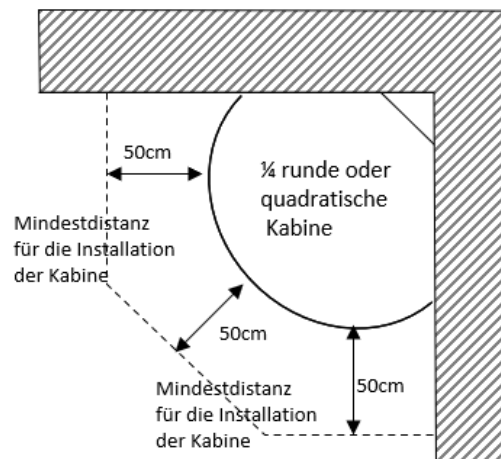 50cm
¼ runde oder
quadratische
Kabine
Mindestdistanz
für die Installation
der Kabine
50cm
Mindestdistanz
für die Installation
der Kabine
50cm